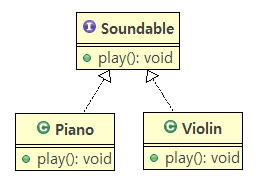 I Soundable
play(): void
C Piano
play(): void
C Violin
play(): void